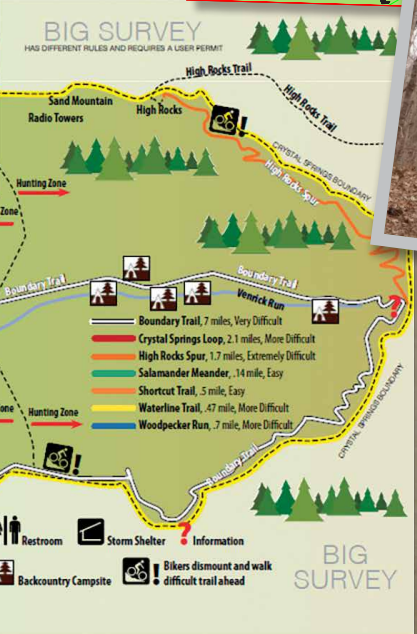 BIG SURVEY
HAS DIFFERENT RULES AND REQUIRES A USER PERMIT
High Rocks Trail
High Rocks Trail
Sand Mountain
Radio Towers
High Rocks
!
CRYSTAL SPRINGS BOUNDARY
High Rocks Spur
Hunting Zone
Zone
Boundary Trail
Boundary Trail
Venrick Run
?
Boundary Trail, 7 miles, Very Difficult
Crystal Springs Loop, 2.1 miles, More Difficult
High Rocks Spur, 1.7 miles, Extremely Difficult
Salamander Meander, .14 mile, Easy
Shortcut Trail, .5 mile, Easy
Waterline Trail, .47 mile, More Difficult
Woodpecker Run, .7 mile, More Difficult
one
Hunting Zone
CRYSTAL SPRINGS BOUNDARY
!
Boundary Trail
Restroom
Storm Shelter
? Information
BIG
SURVEY
Backcountry Campsite
! Bikers dismount and walk
difficult trail ahead